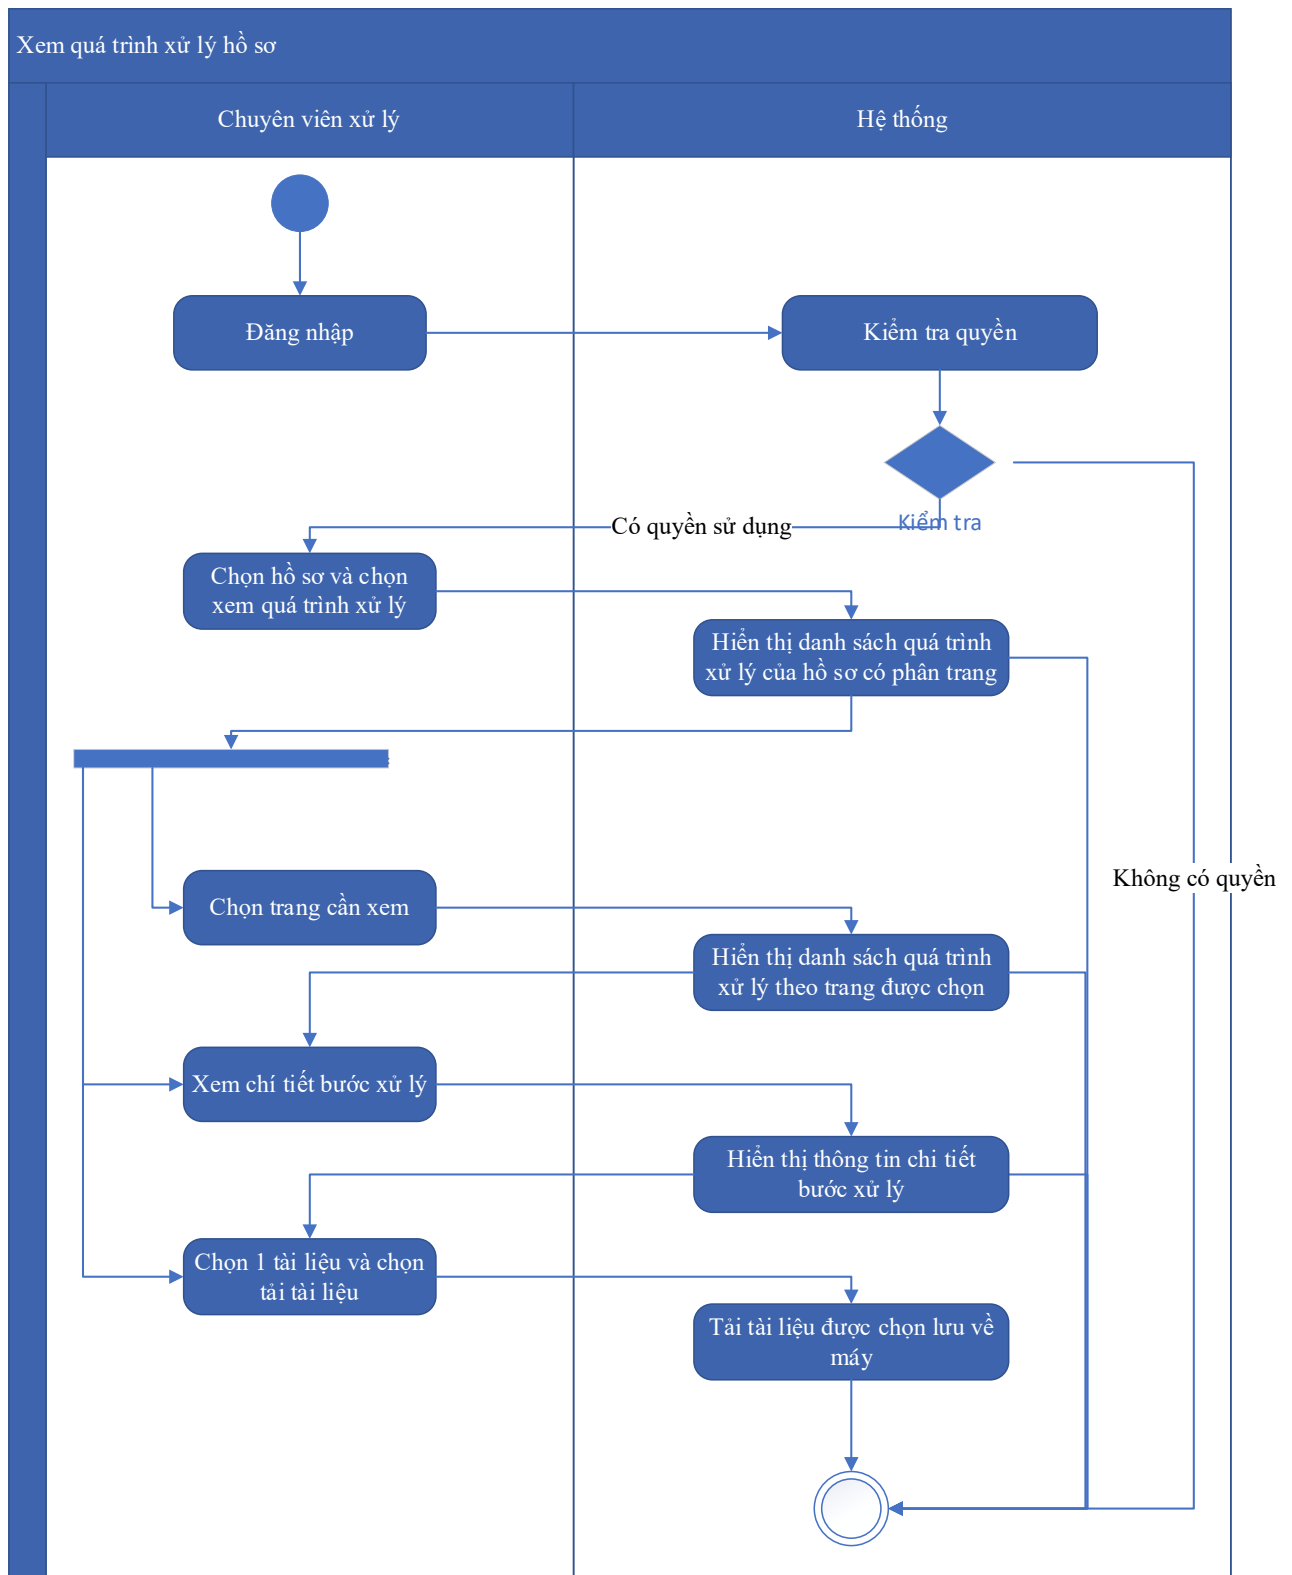 Xem quá trình xử lý hồ sơ
Chuyên viên xử lý
Hệ thống
Đăng nhập
Kiểm tra quyền
Kiểm tra
Có quyền sử dụng
Chọn hồ sơ và chọn
xem quá trình xử lý
Hiển thị danh sách quá trình
xử lý của hồ sơ có phân trang
Không có quyền
Chọn trang cần xem
Hiển thị danh sách quá trình
xử lý theo trang được chọn
Xem chí tiết bước xử lý
Hiển thị thông tin chi tiết
bước xử lý
Chọn 1 tài liệu và chọn
tải tài liệu
Tải tài liệu được chọn lưu về
máy